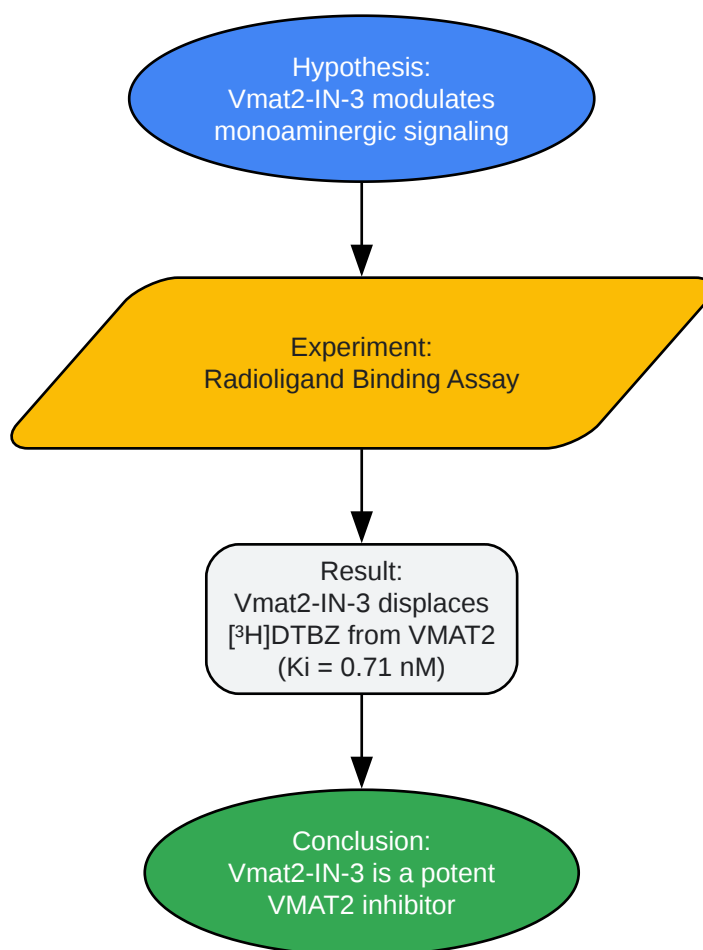 Hypothesis:
Vmat2-IN-3 modulates
monoaminergic signaling
Experiment:
Radioligand Binding Assay
Result:
Vmat2-IN-3 displaces
[³H]DTBZ from VMAT2
(Ki = 0.71 nM)
Conclusion:
Vmat2-IN-3 is a potent
VMAT2 inhibitor